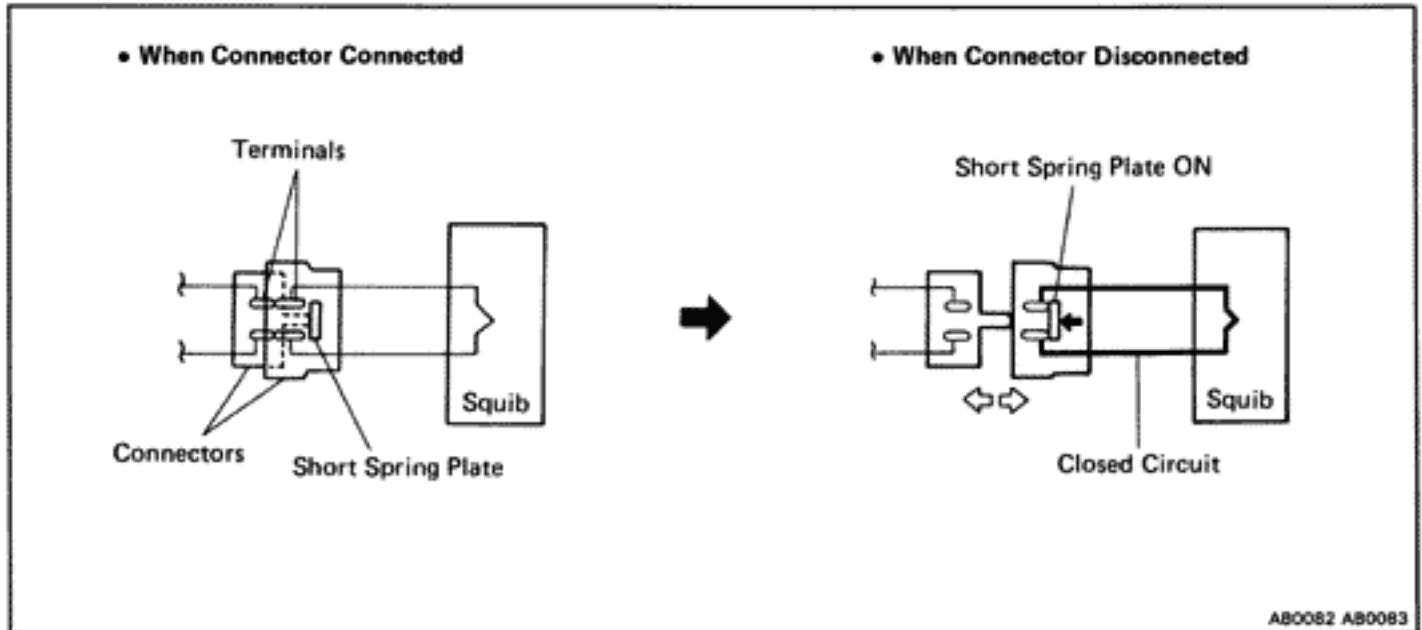 • When Connector Connected
Terminals
Squib
Connectors
Short Spring Plate
• When Connector Disconnected
Short Spring Plate ON
Squib
Closed Circuit
AB0082 AB0083